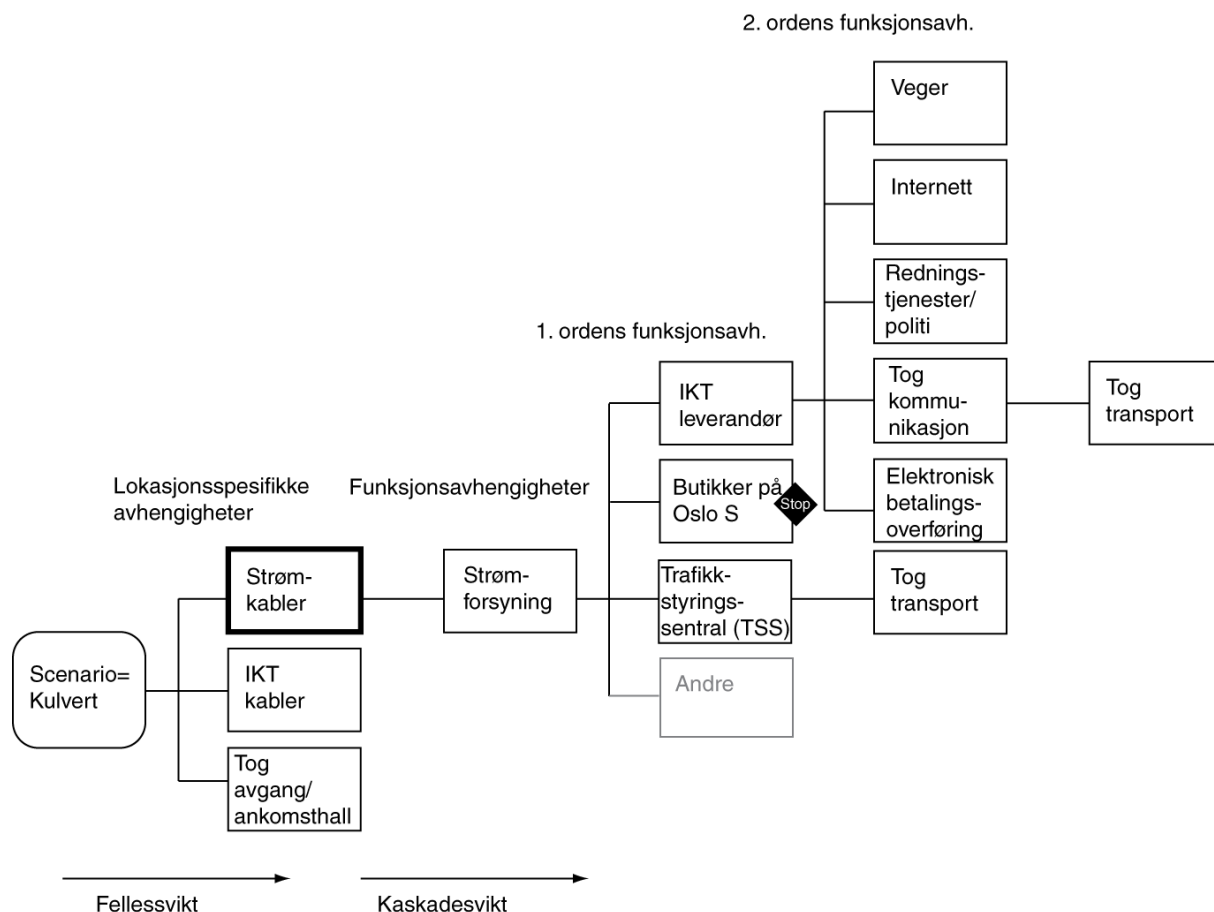 2. ordens funksjonsavh.
Veger
Internett
Rednings-
tjenester/
politi
1. ordens funksjonsavh.
IKT
leverandør
Tog
kommu-
nikasjon
Tog
transport
Lokasjonsspesifikke
avhengigheter
Funksjonsavhengigheter
Butikker på
Oslo S
Stop
Elektronisk
betalings-
overføring
Strøm-
kabler
Strøm-
forsyning
Trafikk-
styrings-
sentral (TSS)
Tog
transport
Scenario=
Kulvert
IKT
kabler
Andre
Tog
avgang/
ankomsthall
Fellessvikt
Kaskadesvikt